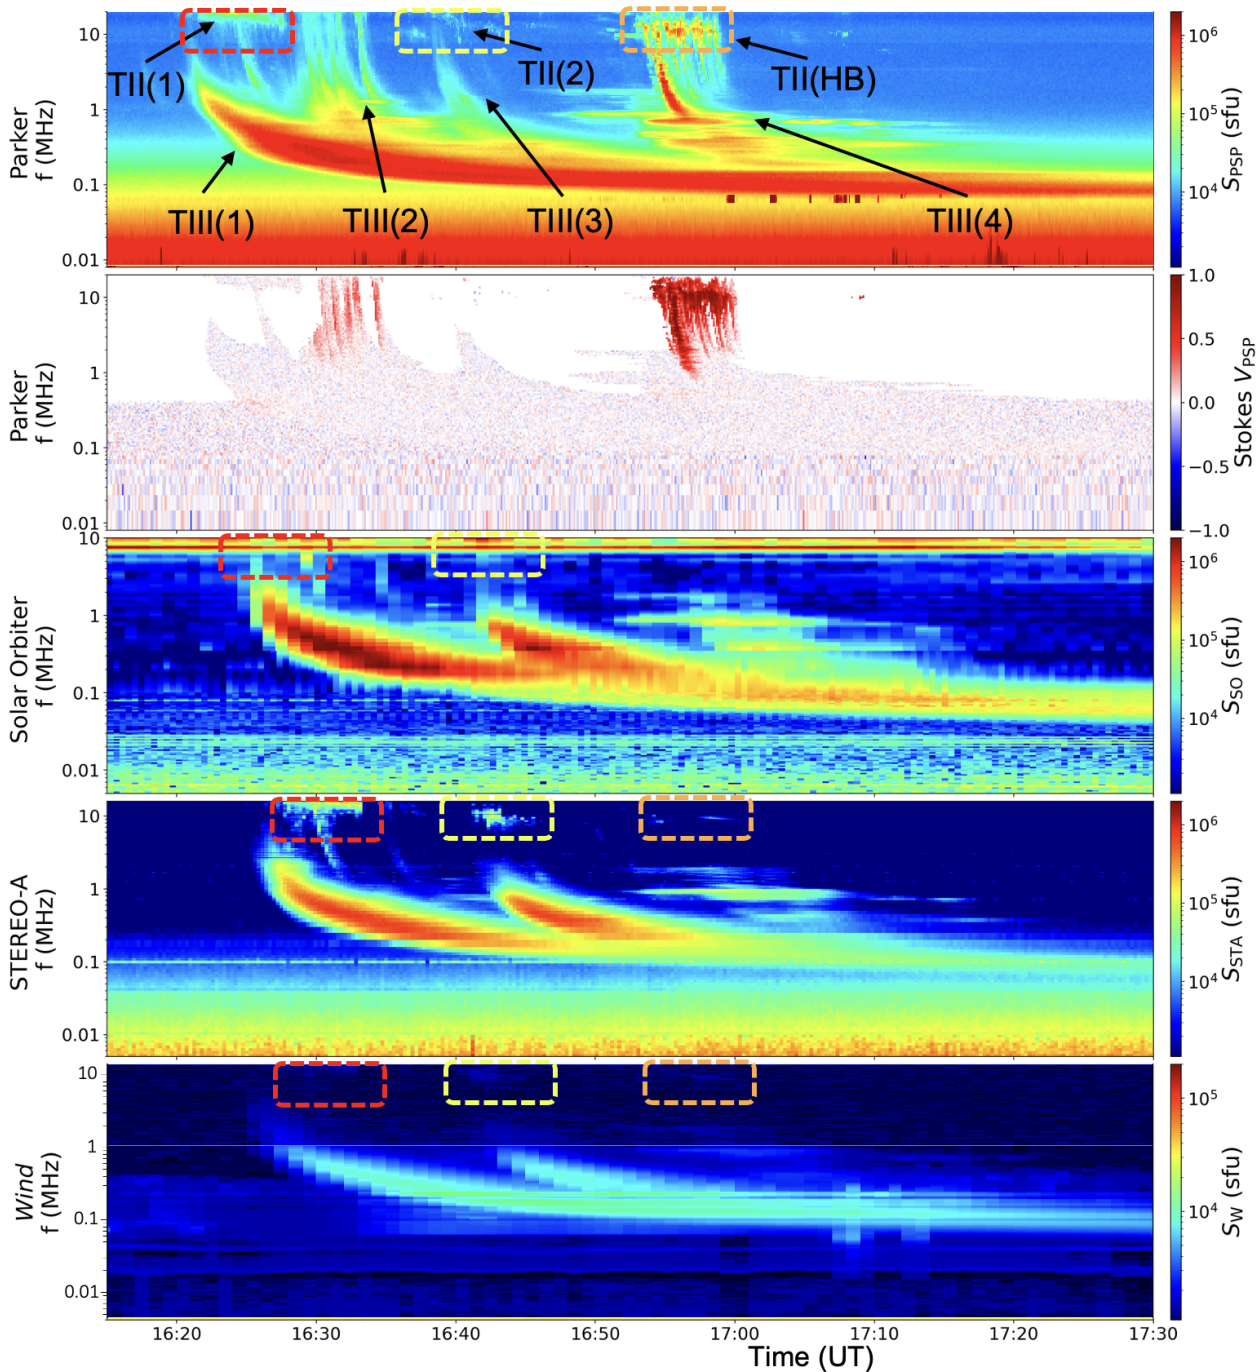 TII(1)
TII(2)
TII(HB)
TIII(1)
TIII(2)
TIII(3)
TIII(4)
Parker
f (MHz)
10
1
0.1
0.01
10⁶
10⁵
10⁴
S_PSP (sfu)
Parker
f (MHz)
10
1
0.1
0.01
1.0
0.5
0.0
−0.5
−1.0
Stokes V_PSP
Solar Orbiter
f (MHz)
10
1
0.1
0.01
10⁶
10⁵
10⁴
S_SO (sfu)
STEREO-A
f (MHz)
10
1
0.1
0.01
10⁶
10⁵
10⁴
S_STA (sfu)
Wind
f (MHz)
10
1
0.1
0.01
10⁵
10⁴
S_W (sfu)
16:20
16:30
16:40
16:50
17:00
17:10
17:20
17:30
Time (UT)